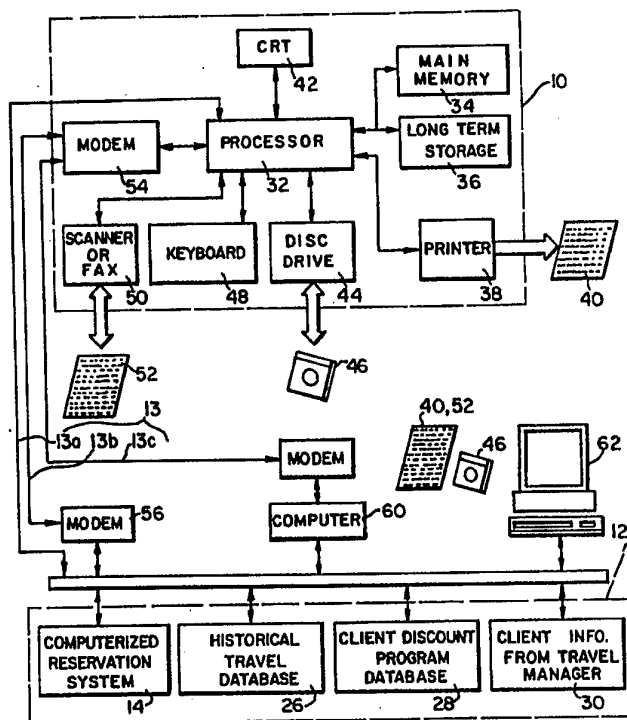 CRT
42
MAIN
MEMORY
34
10
MODEM
54
PROCESSOR
32
LONG TERM
STORAGE
36
SCANNER
OR
FAX
50
KEYBOARD
48
DISC
DRIVE
44
PRINTER
38
40
52
46
13
13a 13b 13c
40,52
46
62
MODEM
MODEM
56
COMPUTER
60
12
COMPUTERIZED
RESERVATION
SYSTEM
14
HISTORICAL
TRAVEL
DATABASE
26
CLIENT DISCOUNT
PROGRAM
DATABASE
28
CLIENT INFO.
FROM TRAVEL
MANAGER
30